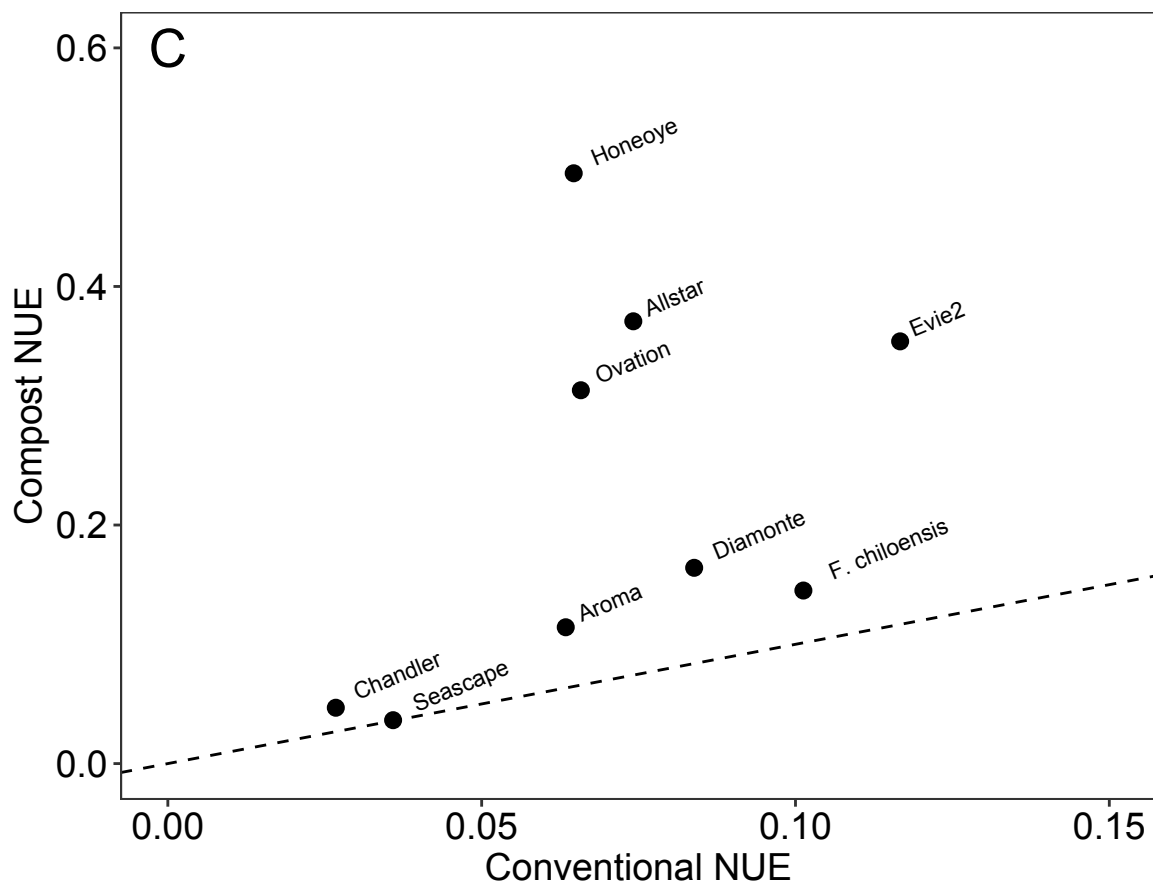 C
0.6
0.4
0.2
0.0
Compost NUE
Honeoye
Allstar
Evie2
Ovation
Diamonte
F. chiloensis
Aroma
Chandler
Seascape
0.00
0.05
0.10
0.15
Conventional NUE